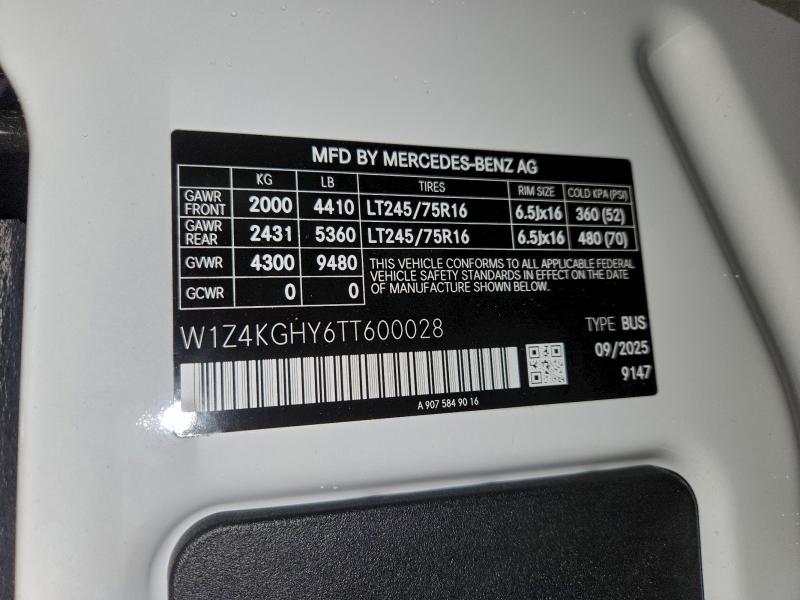 MFD BY MERCEDES-BENZ AG
KG LB TIRES RIM SIZE COLD KPA (PSI)
GAWR FRONT 2000 4410 LT245/75R16 6.5Jx16 360 (52)
GAWR REAR 2431 5360 LT245/75R16 6.5Jx16 480 (70)
GVWR 4300 9480
THIS VEHICLE CONFORMS TO ALL APPLICABLE FEDERAL
VEHICLE SAFETY STANDARDS IN EFFECT ON THE DATE
OF MANUFACTURE SHOWN BELOW.
GCWR 0 0
W1Z4KGHY6TT600028
TYPE BUS
09/2025
9147
A 907 584 90 16